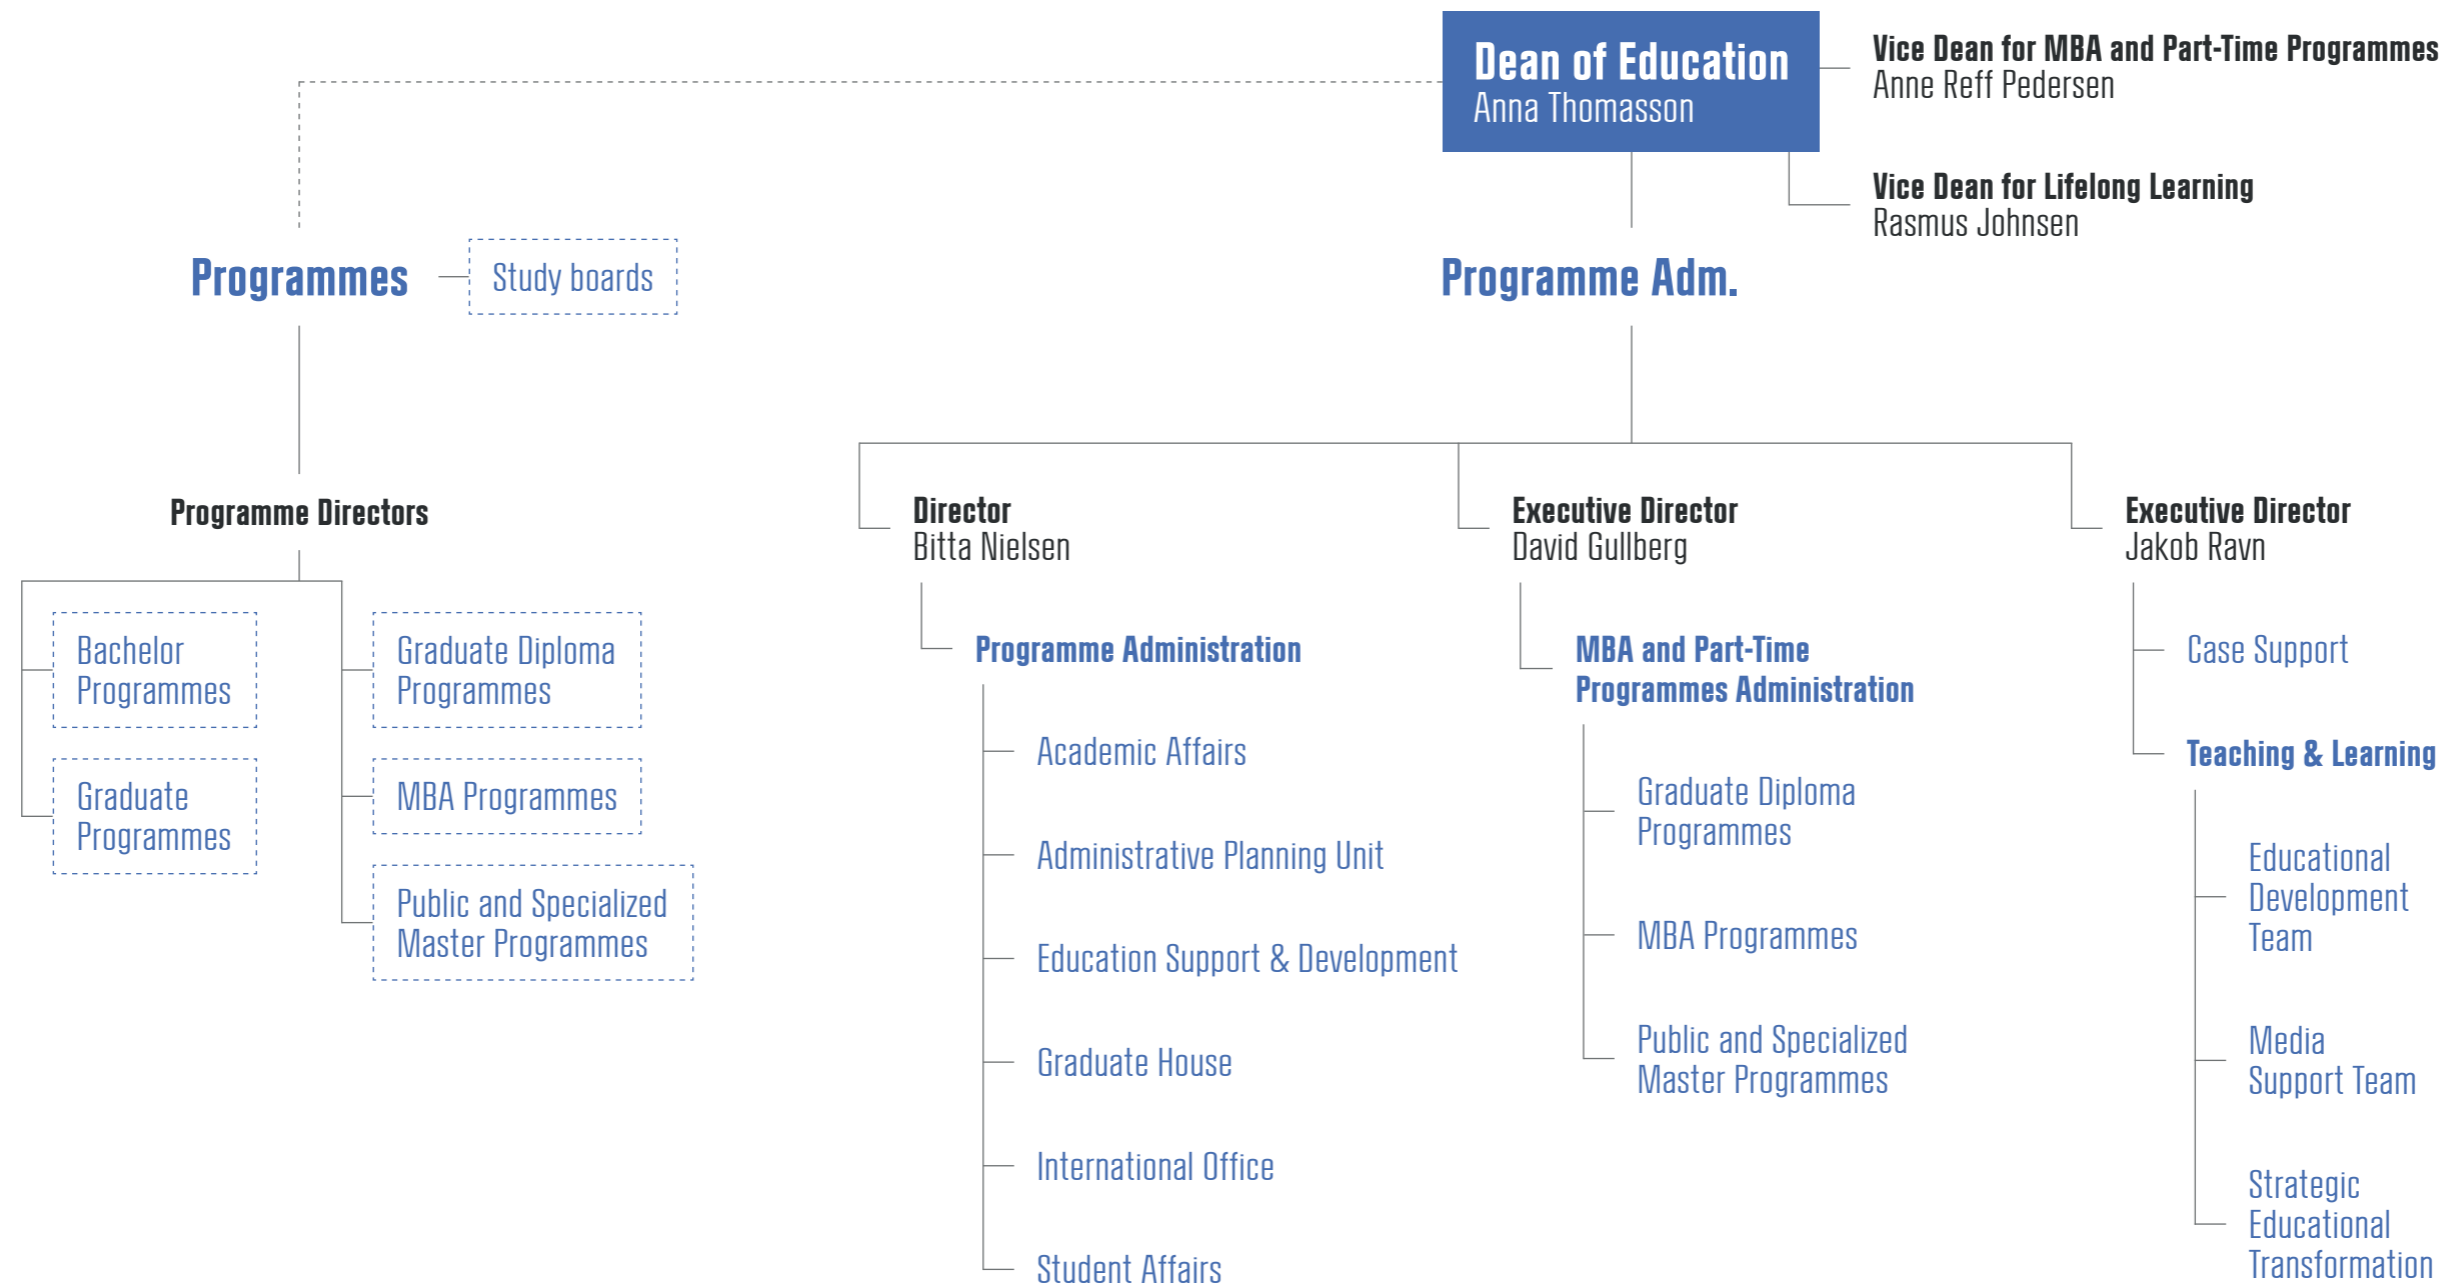 Dean of Education
Anna Thomasson
Vice Dean for MBA and Part-Time Programmes
Anne Reff Pedersen
Vice Dean for Lifelong Learning
Rasmus Johnsen
Programmes
Study boards
Programme Directors
Bachelor
Programmes
Graduate
Programmes
Graduate Diploma
Programmes
MBA Programmes
Public and Specialized
Master Programmes
Programme Adm.
Director
Bitta Nielsen
Programme Administration
Academic Affairs
Administrative Planning Unit
Education Support & Development
Graduate House
International Office
Student Affairs
Executive Director
David Gullberg
MBA and Part-Time
Programmes Administration
Graduate Diploma
Programmes
MBA Programmes
Public and Specialized
Master Programmes
Executive Director
Jakob Ravn
Case Support
Teaching & Learning
Educational
Development
Team
Media
Support Team
Strategic
Educational
Transformation